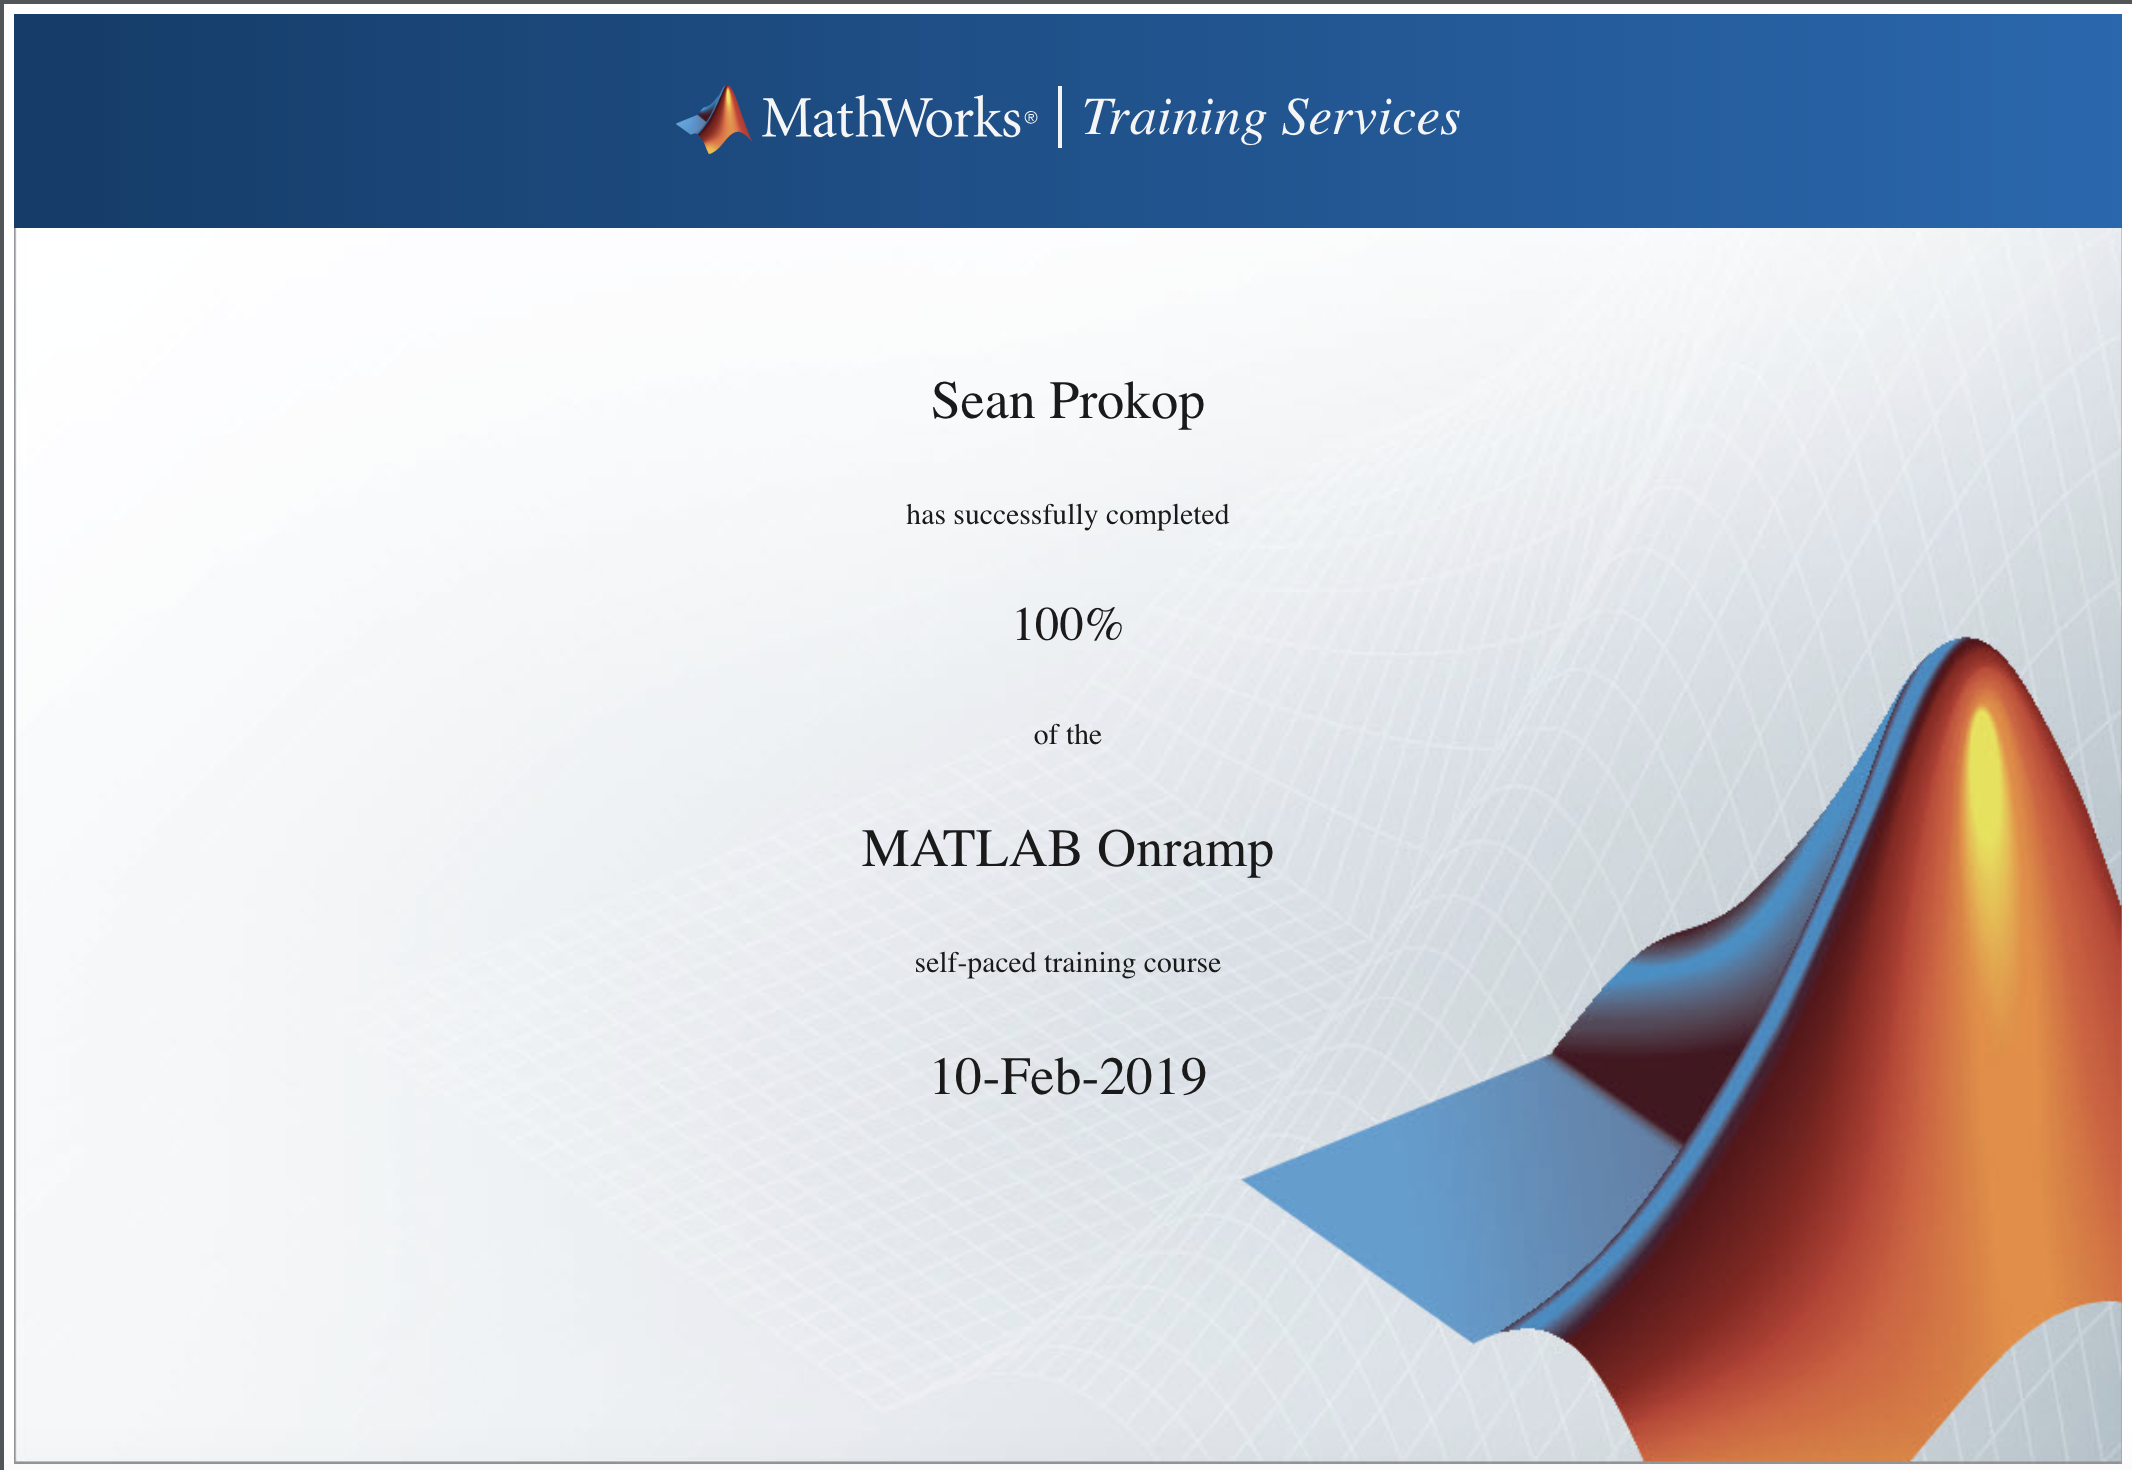 MathWorks® | Training Services
Sean Prokop
has successfully completed
100%
of the
MATLAB Onramp
self-paced training course
10-Feb-2019